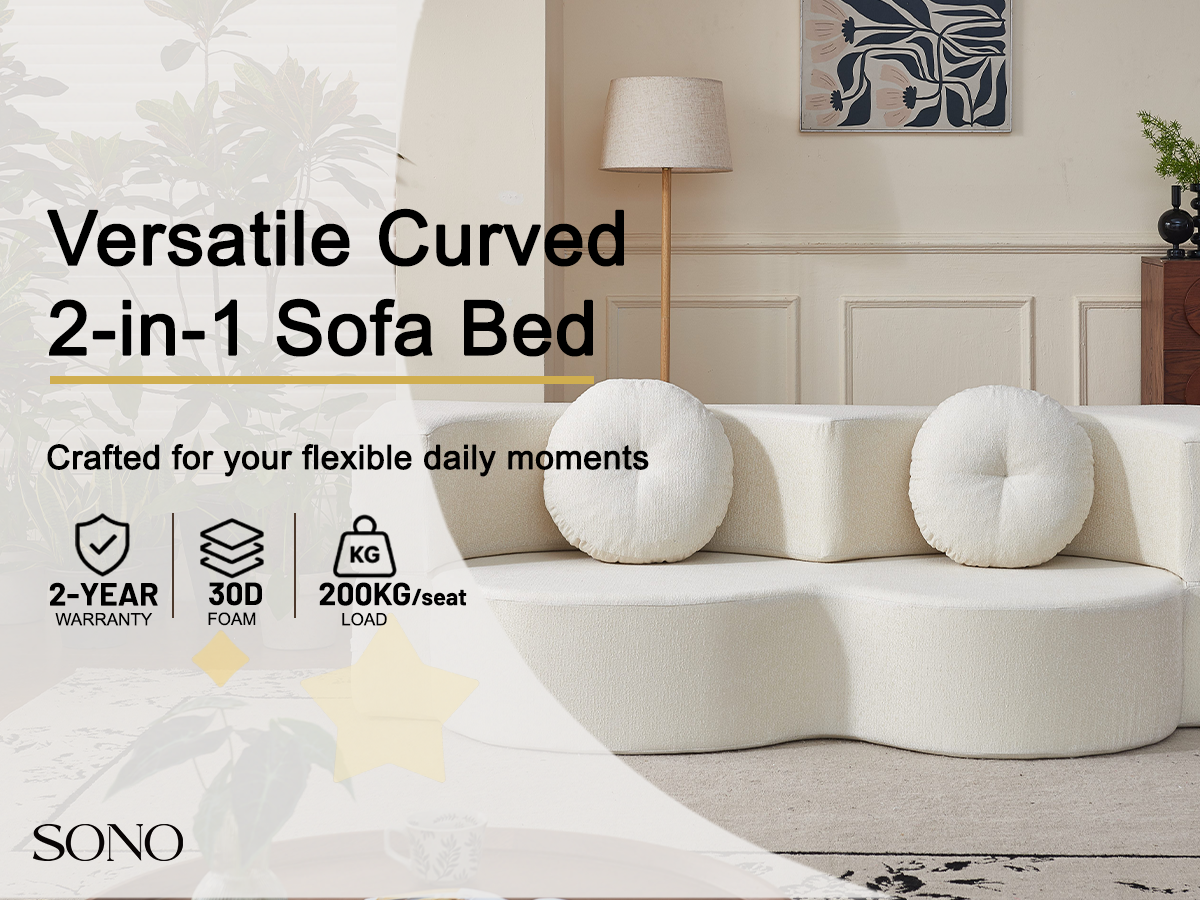 Versatile Curved
2-in-1 Sofa Bed
Crafted for your flexible daily moments
KG
2-YEAR
WARRANTY
30D
FOAM
200KG/seat
LOAD
SONO